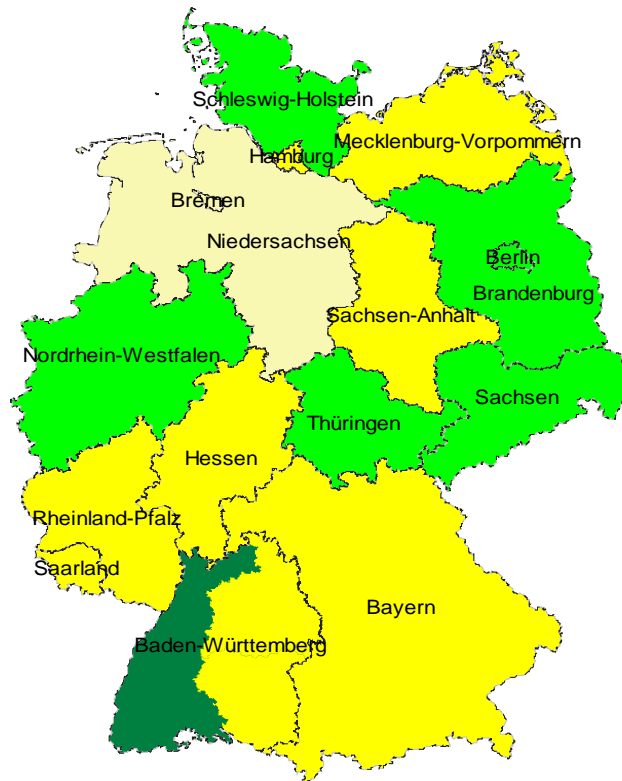 Schleswig-Holstein
Mecklenburg-Vorpommern
Hamburg
Bremen
Niedersachsen
Berlin
Brandenburg
Sachsen-Anhalt
Nordrhein-Westfalen
Sachsen
Thüringen
Hessen
Rheinland-Pfalz
Saarland
Bayern
Baden-Württemberg